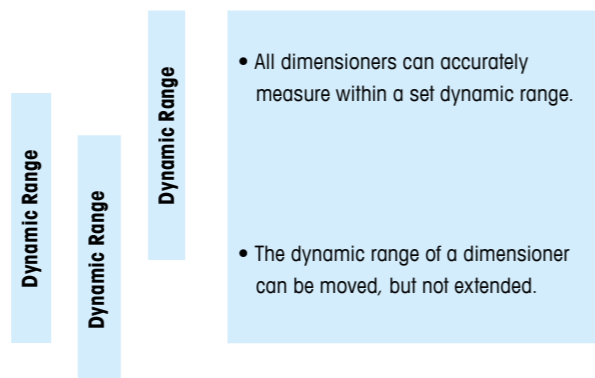 Dynamic Range
Dynamic Range
Dynamic Range
• All dimensioners can accurately
measure within a set dynamic range.
• The dynamic range of a dimensioner
can be moved, but not extended.